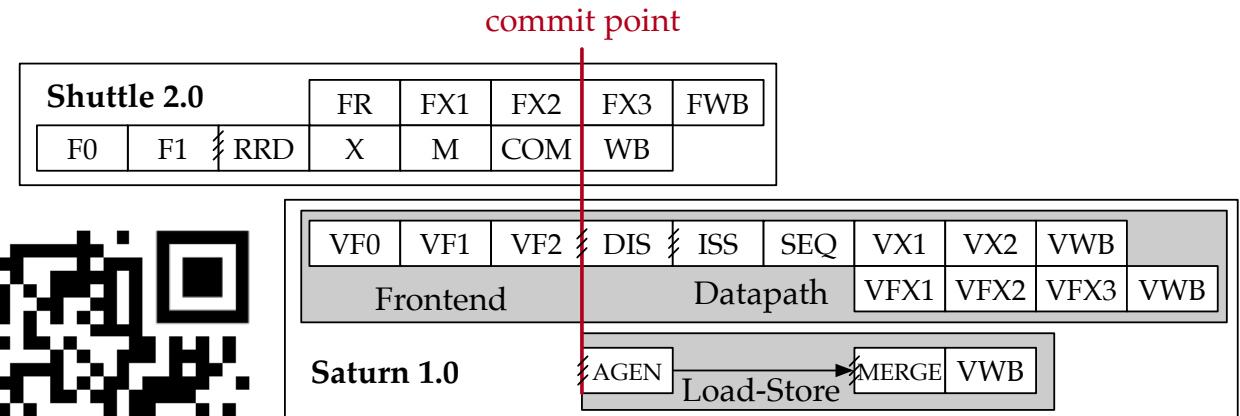 commit point
Shuttle 2.0
FR FX1 FX2 FX3 FWB
F0 F1 RRD X M COM WB
VF0 VF1 VF2 DIS ISS SEQ VX1 VX2 VWB
Frontend Datapath VFX1 VFX2 VFX3 VWB
Saturn 1.0 AGEN Load-Store MERGE VWB